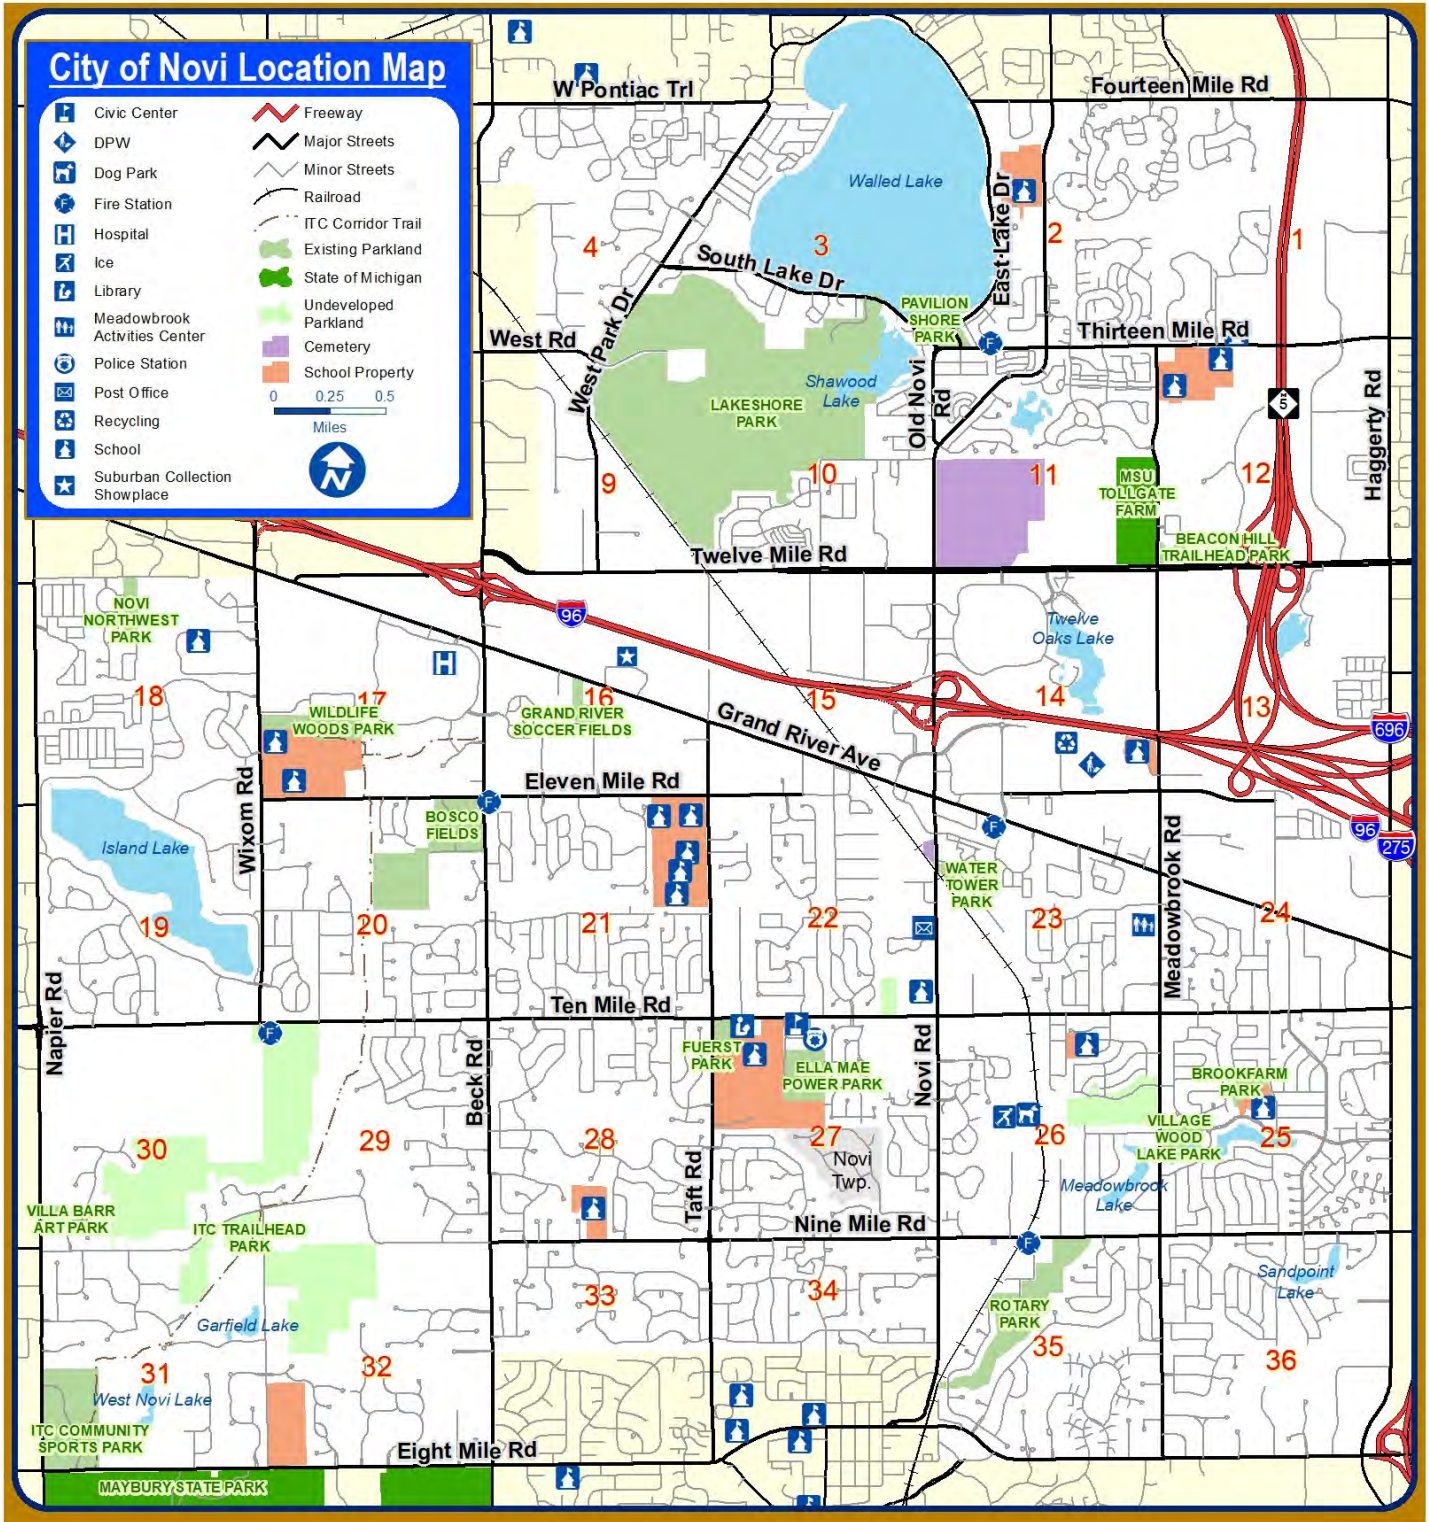 City of Novi Location Map
Civic Center
DPW
Dog Park
Fire Station
Hospital
Ice
Library
Meadowbrook
Activities Center
Police Station
Post Office
Recycling
School
Suburban Collection
Showplace
Freeway
Major Streets
Minor Streets
Railroad
ITC Corridor Trail
Existing Parkland
State of Michigan
Undeveloped
Parkland
Cemetery
School Property
0 0.25 0.5
Miles
N
F
H
W Pontiac Trl
Fourteen Mile Rd
Walled Lake
East Lake Dr
4
3
2
1
South Lake Dr
West Park Dr
PAVILION
SHORE
PARK
F
Thirteen Mile Rd
West Rd
Shawood
Lake
LAKESHORE
PARK
Old Novi
Rd
M
5
Haggerty Rd
9
10
11
12
MSU
TOLLGATE
FARM
BEACON HILL
TRAILHEAD PARK
Twelve Mile Rd
NOVI
NORTHWEST
PARK
96
Twelve
Oaks Lake
H
18
17
16
15
14
13
WILDLIFE
WOODS PARK
GRAND RIVER
SOCCER FIELDS
Grand River Ave
696
Eleven Mile Rd
Wixom Rd
BOSCO
FIELDS
F
F
96
275
Island Lake
Meadowbrook Rd
WATER
TOWER
PARK
19
20
21
22
23
24
Napier Rd
Ten Mile Rd
F
Beck Rd
FUERST
PARK
ELLA MAE
POWER PARK
Novi Rd
BROOKFARM
PARK
VILLAGE
WOOD
LAKE PARK
30
29
28
27
26
25
Novi
Twp.
Taft Rd
Meadowbrook
Lake
VILLA BARR
ART PARK
ITC TRAILHEAD
PARK
Nine Mile Rd
F
Sandpoint
Lake
33
34
ROTARY
PARK
35
36
Garfield Lake
31
32
West Novi Lake
ITC COMMUNITY
SPORTS PARK
Eight Mile Rd
MAYBURY STATE PARK